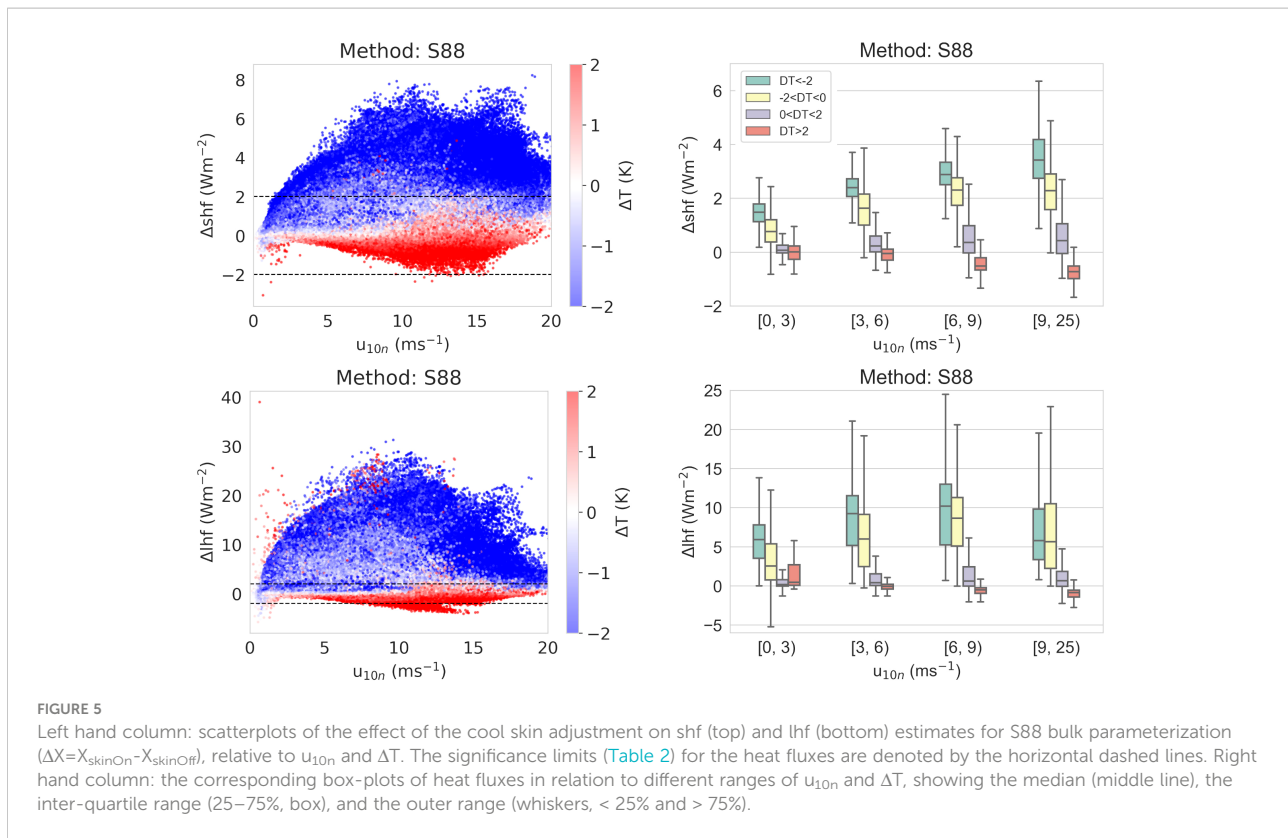 Method: S88
8
6
4
2
0
−2
Δshf (Wm⁻²)
0
5
10
15
20
u₁₀ₙ (ms⁻¹)
2
1
0
−1
−2
ΔT (K)
Method: S88
DT<-2
-2<DT<0
0<DT<2
DT>2
6
4
2
0
−2
Δshf (Wm⁻²)
[0, 3)
[3, 6)
[6, 9)
[9, 25)
u₁₀ₙ (ms⁻¹)
Method: S88
40
30
20
10
0
Δlhf (Wm⁻²)
0
5
10
15
20
u₁₀ₙ (ms⁻¹)
2
1
0
−1
−2
ΔT (K)
Method: S88
25
20
15
10
5
0
−5
Δlhf (Wm⁻²)
[0, 3)
[3, 6)
[6, 9)
[9, 25)
u₁₀ₙ (ms⁻¹)
FIGURE 5
Left hand column: scatterplots of the effect of the cool skin adjustment on shf (top) and lhf (bottom) estimates for S88 bulk parameterization
(ΔX=X_skinOn-X_skinOff), relative to u₁₀ₙ and ΔT. The significance limits (Table 2) for the heat fluxes are denoted by the horizontal dashed lines. Right
hand column: the corresponding box-plots of heat fluxes in relation to different ranges of u₁₀ₙ and ΔT, showing the median (middle line), the
inter-quartile range (25–75%, box), and the outer range (whiskers, < 25% and > 75%).